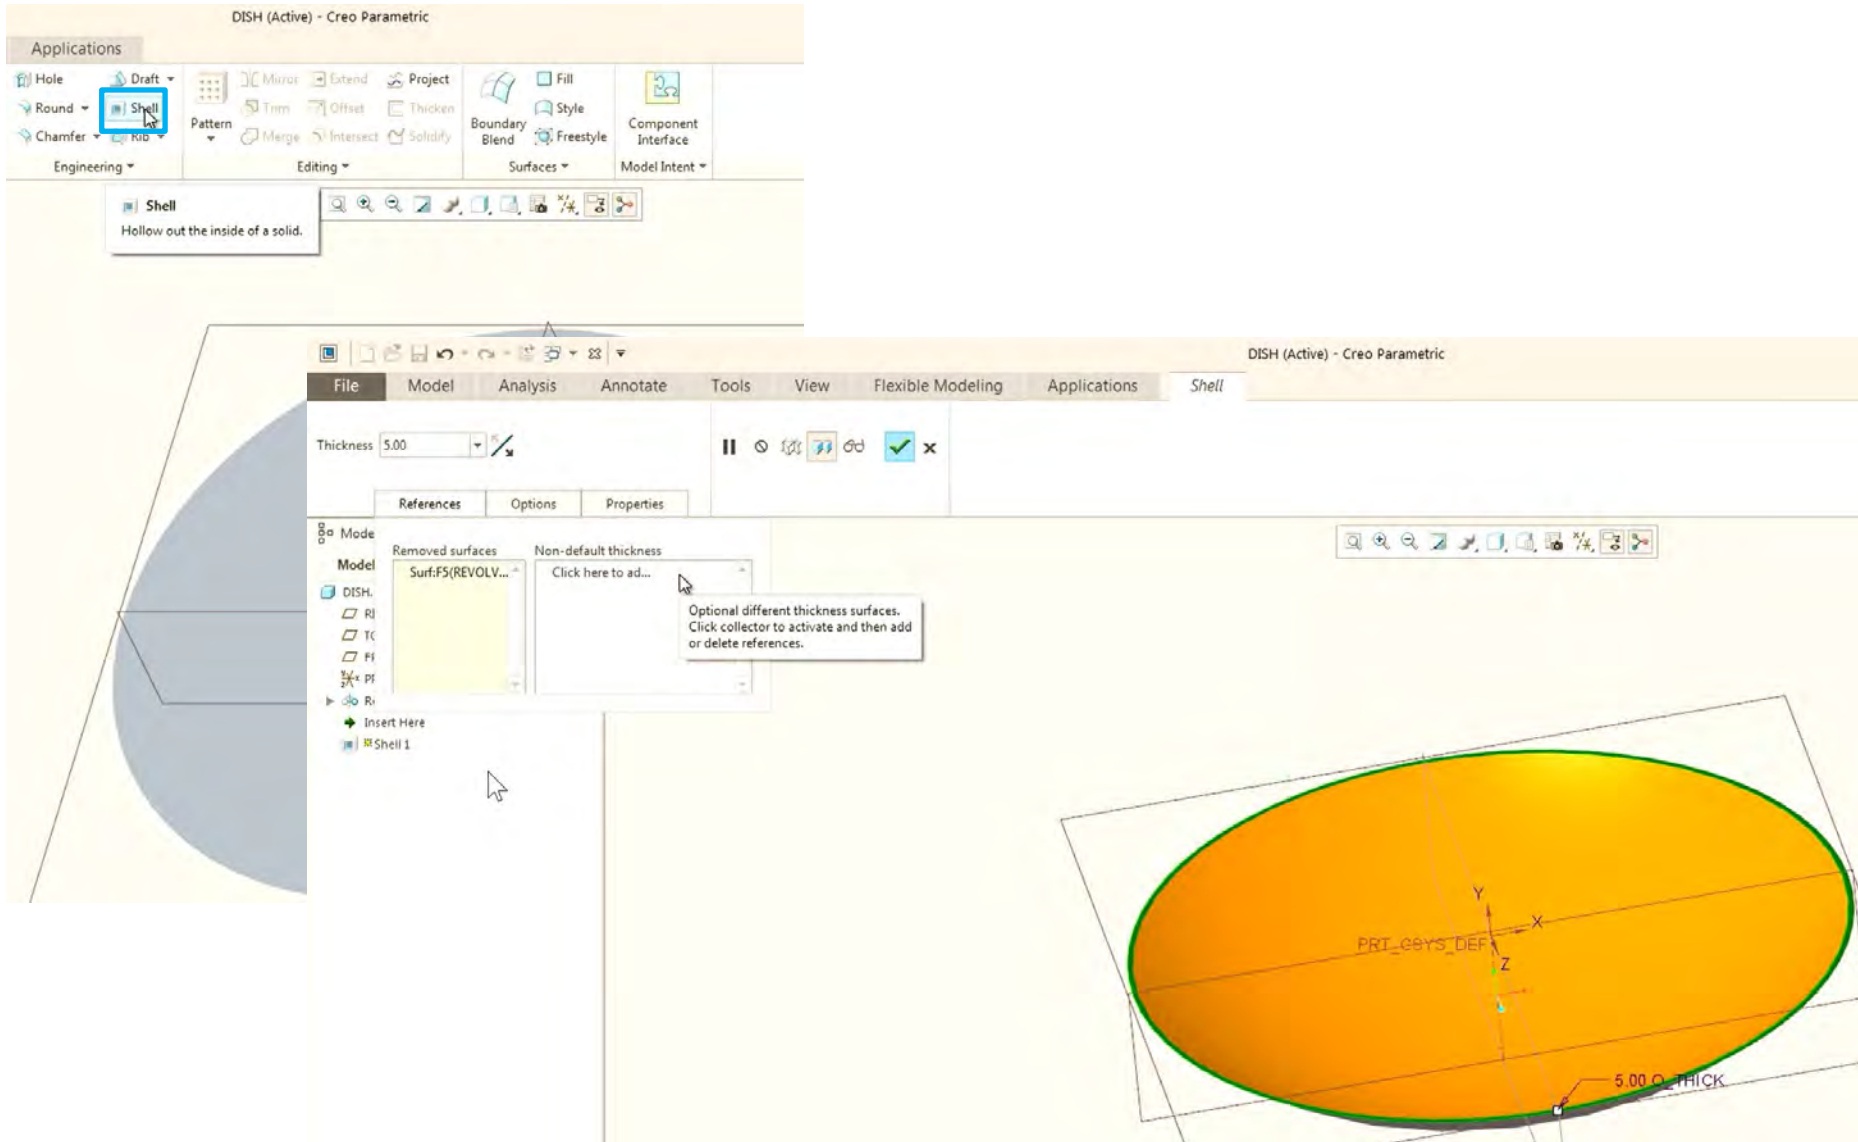 DISH (Active) - Creo Parametric
Applications
Hole Draft Mirror Extend Project Fill
Round Shell Trim Offset Thicken Style
Pattern Boundary Blend Component Interface
Chamfer Rib Merge Intersect Solidify Freestyle
Engineering Editing Surfaces Model Intent
Shell
Hollow out the inside of a solid.
DISH (Active) - Creo Parametric
File Model Analysis Annotate Tools View Flexible Modeling Applications Shell
Thickness 5.00
References Options Properties
Mode
Removed surfaces Non-default thickness
Model
Surf:F5(REVOLV... Click here to ad...
DISH.
Optional different thickness surfaces.
Click collector to activate and then add
or delete references.
Insert Here
Shell 1
Y
X
PRT_CSYS_DEF
Z
5.00 O_THICK